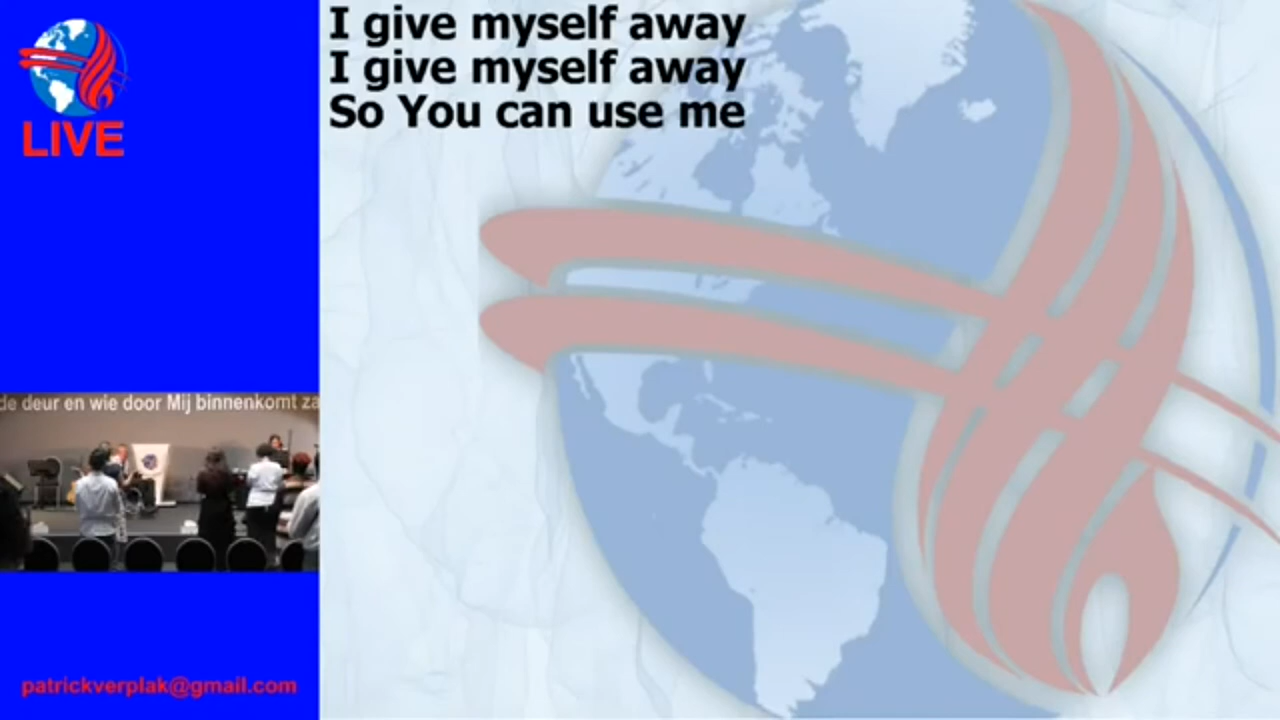 I give myself away
I give myself away
So You can use me
LIVE
de deur en wie door Mij binnenkomt za
patrickverplak@gmail.com